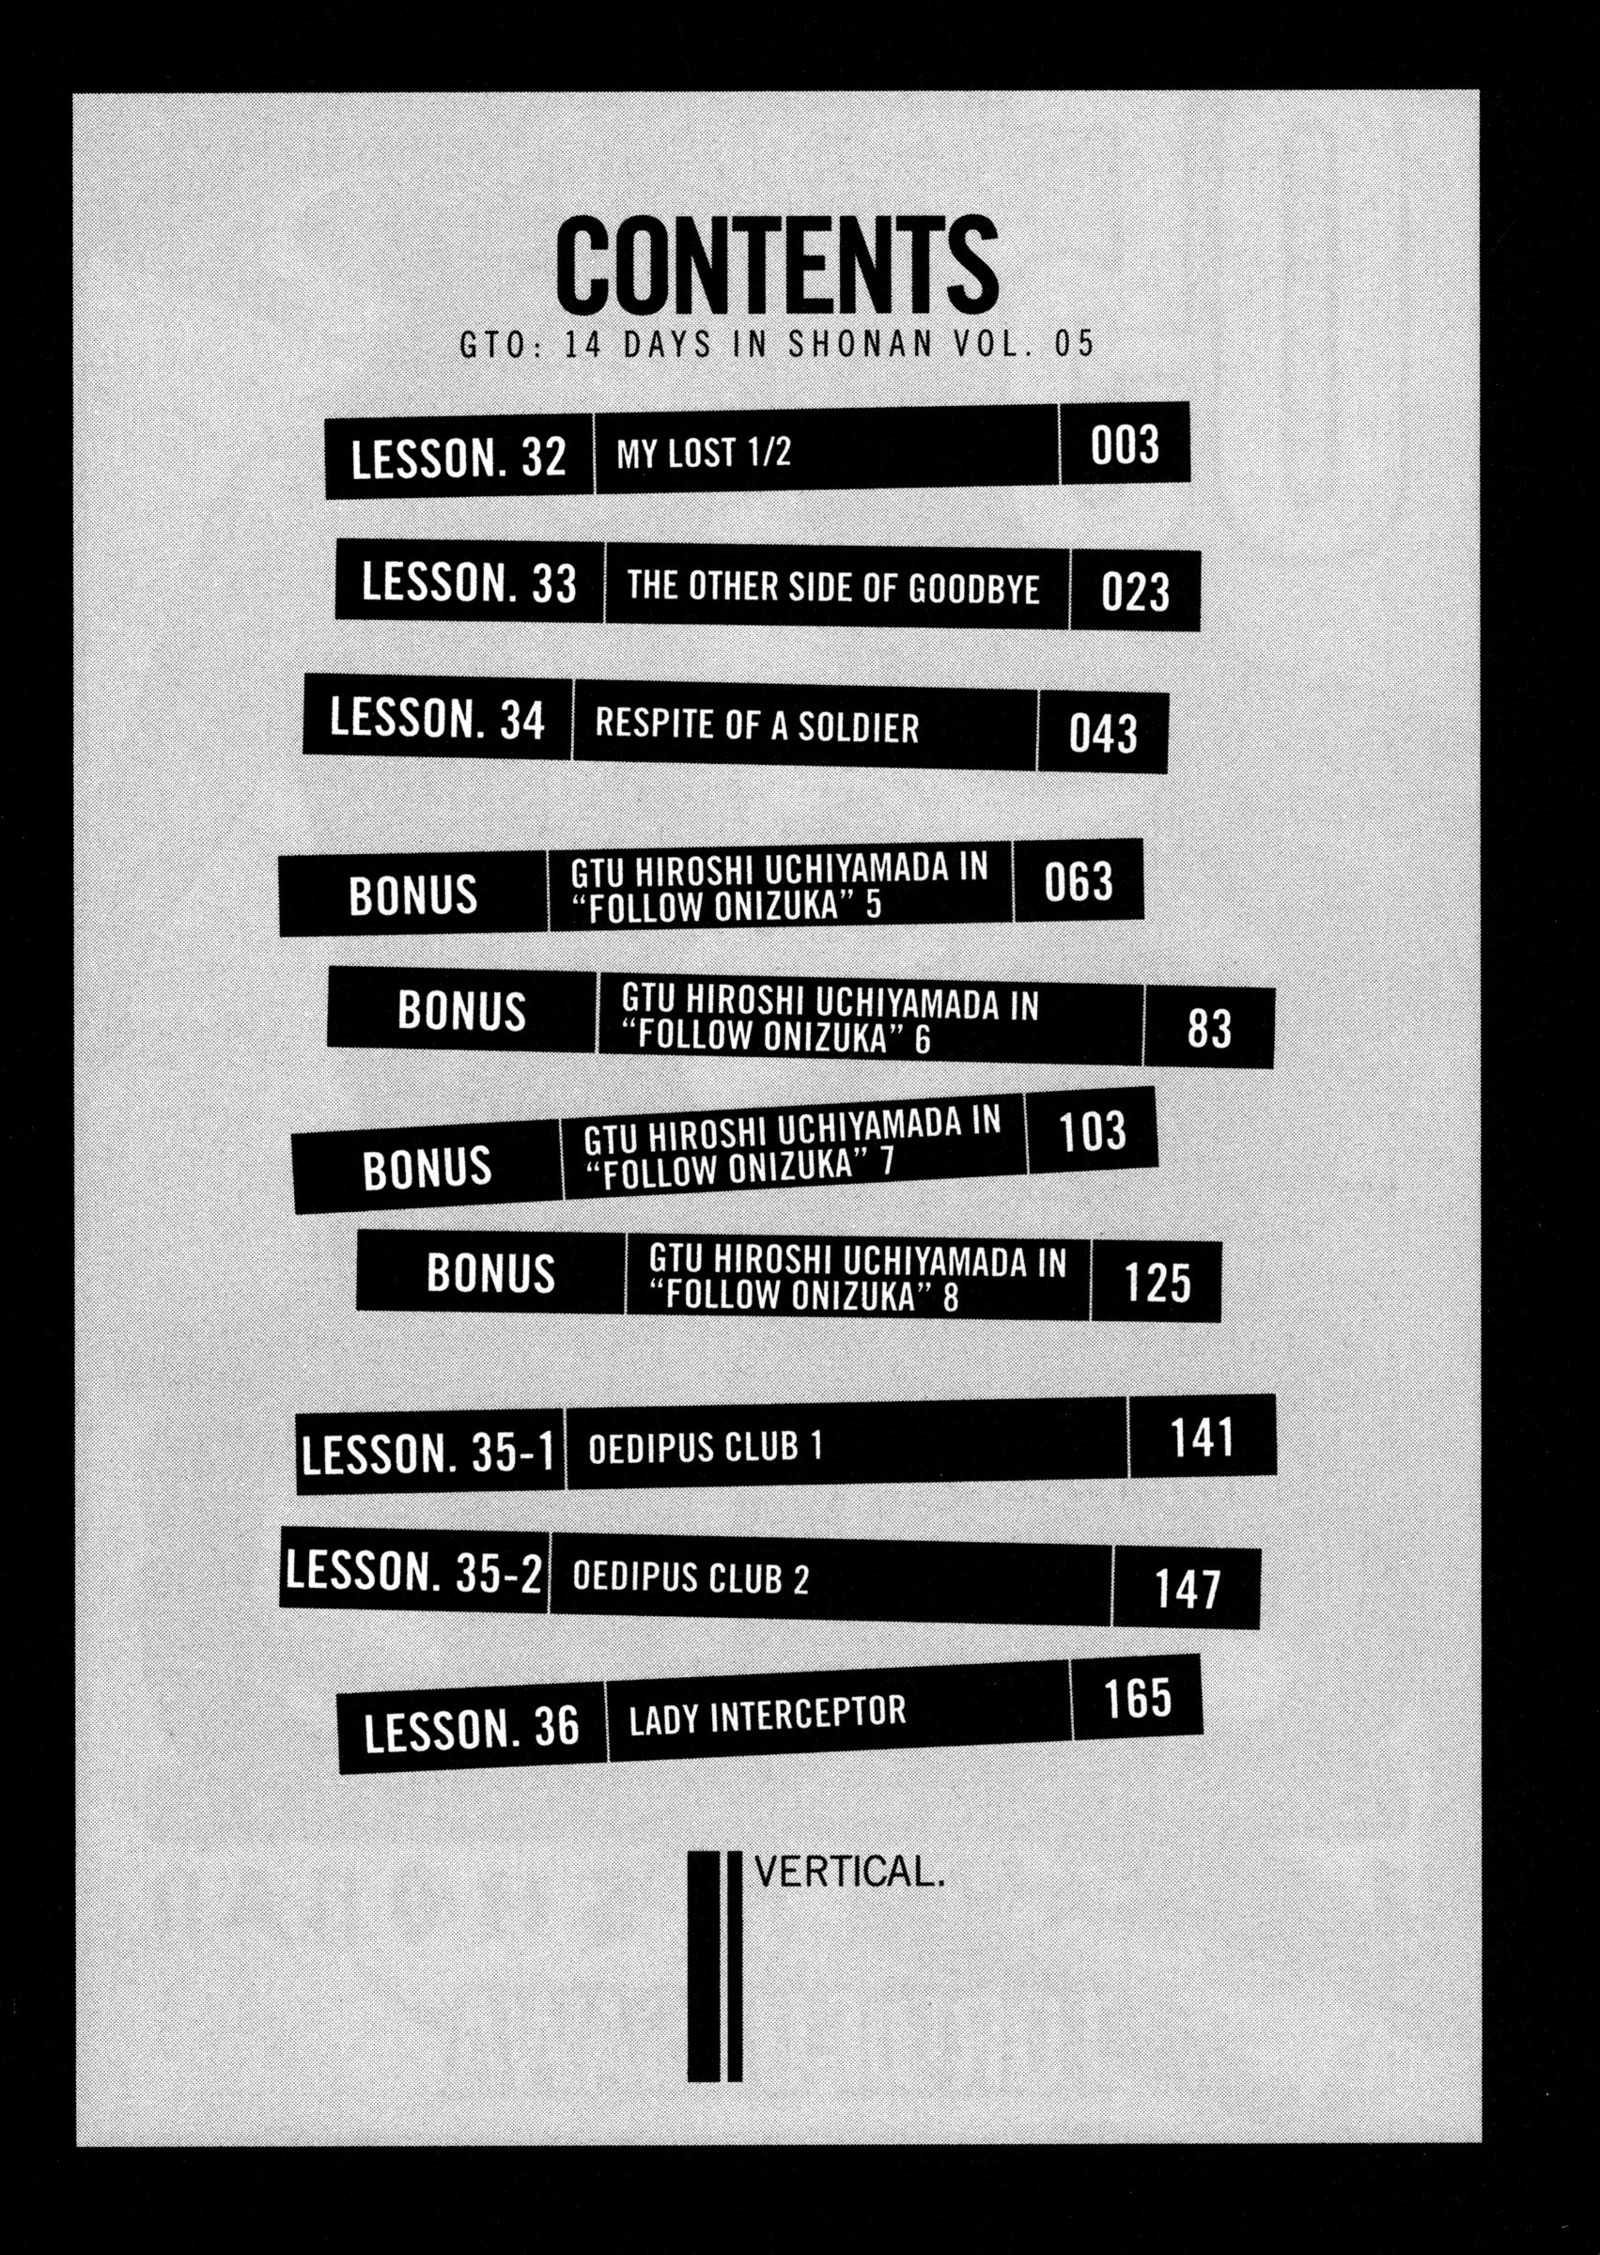 CONTENTS
GTO: 14 DAYS IN SHONAN VOL. 05
LESSON. 32 MY LOST 1/2 003
LESSON. 33 THE OTHER SIDE OF GOODBYE 023
LESSON. 34 RESPITE OF A SOLDIER 043
BONUS GTU HIROSHI UCHIYAMADA IN
“FOLLOW ONIZUKA” 5 063
BONUS GTU HIROSHI UCHIYAMADA IN
“FOLLOW ONIZUKA” 6 83
BONUS GTU HIROSHI UCHIYAMADA IN
“FOLLOW ONIZUKA” 7 103
BONUS GTU HIROSHI UCHIYAMADA IN
“FOLLOW ONIZUKA” 8 125
LESSON. 35-1 OEDIPUS CLUB 1 141
LESSON. 35-2 OEDIPUS CLUB 2 147
LESSON. 36 LADY INTERCEPTOR 165
VERTICAL.